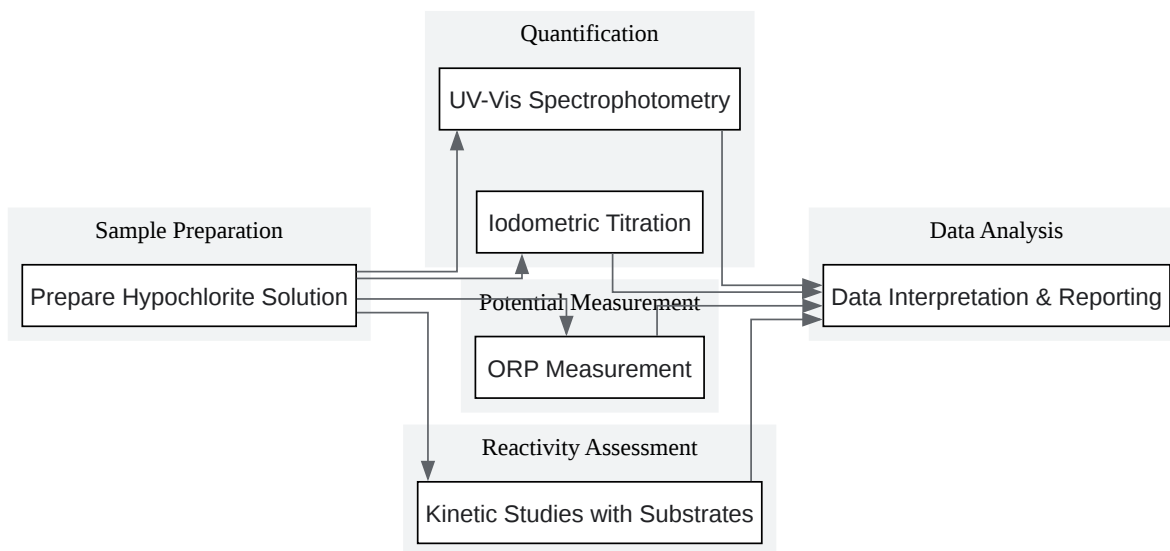 Quantification
UV-Vis Spectrophotometry
Iodometric Titration
Sample Preparation
Prepare Hypochlorite Solution
Potential Measurement
ORP Measurement
Reactivity Assessment
Kinetic Studies with Substrates
Data Analysis
Data Interpretation & Reporting